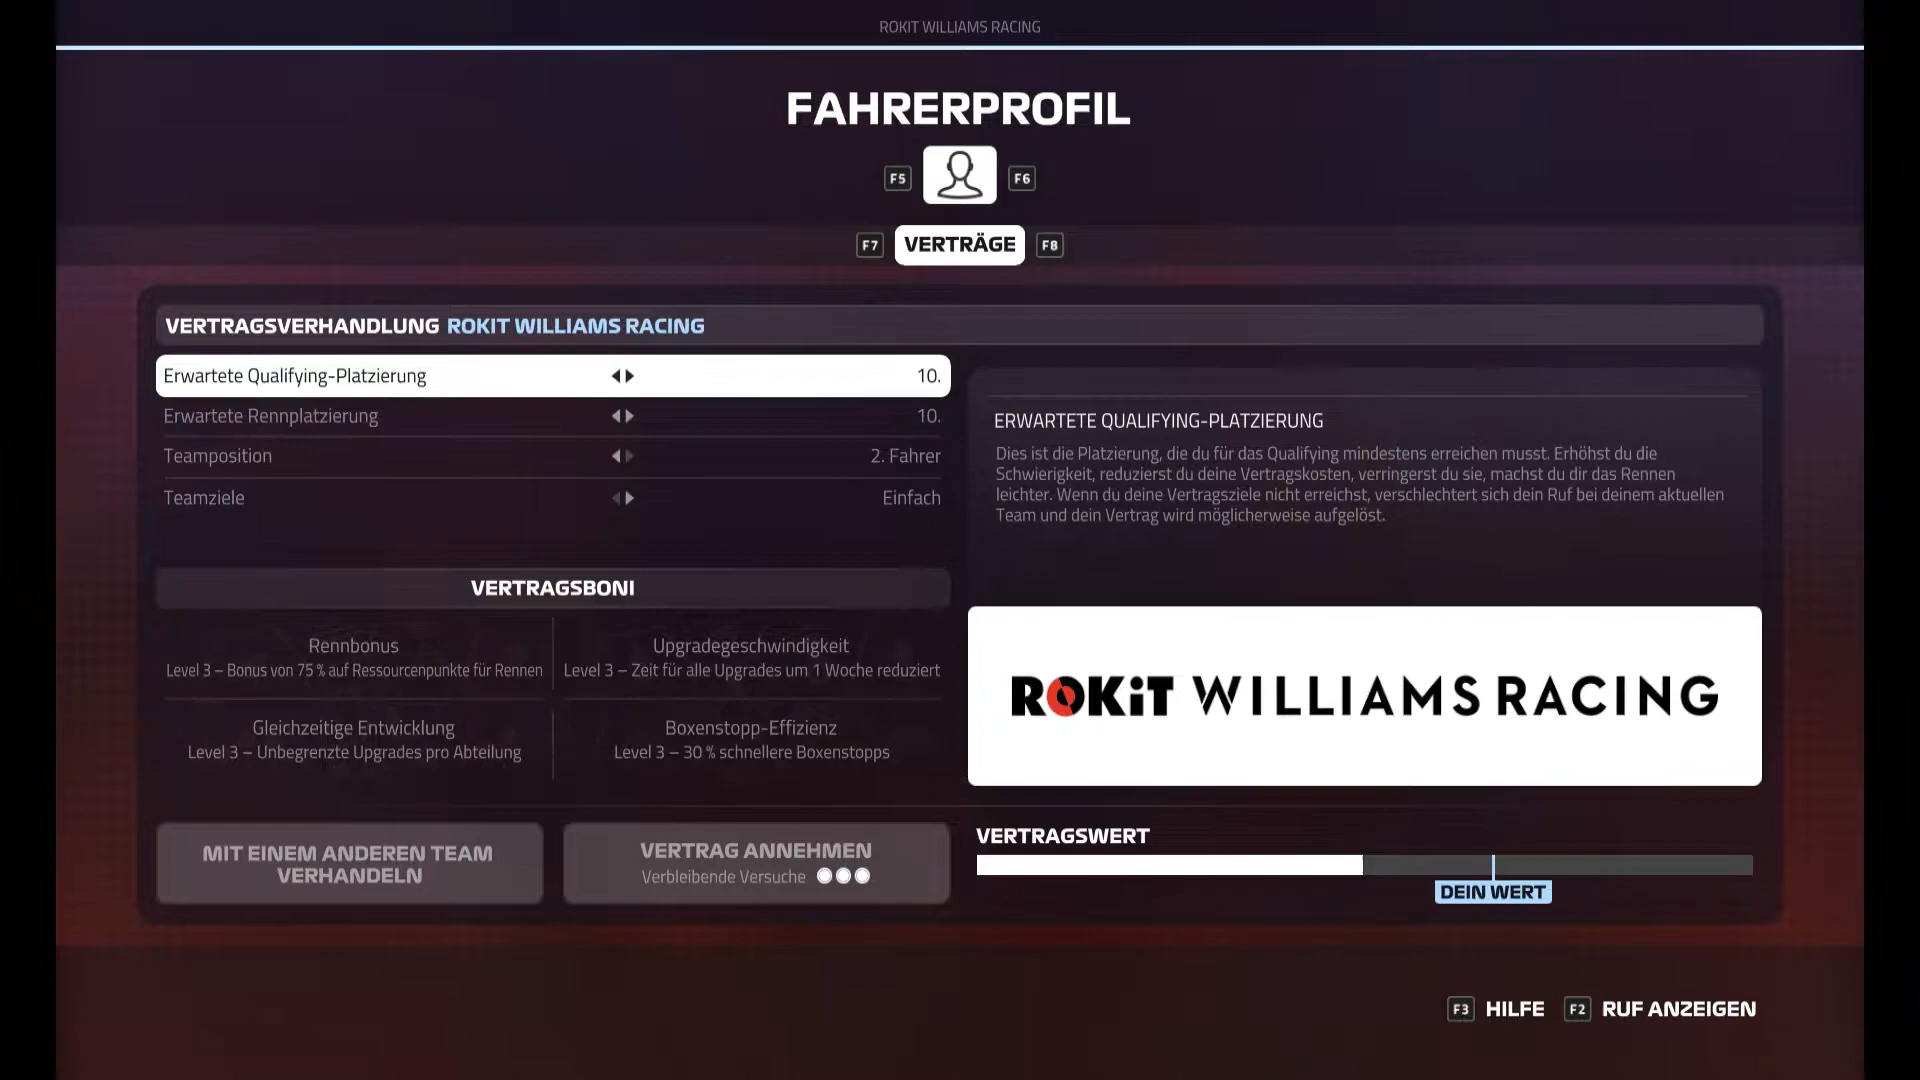 ROKIT WILLIAMS RACING
FAHRERPROFIL
F5
F6
F7
VERTRÄGE
F8
VERTRAGSVERHANDLUNG ROKIT WILLIAMS RACING
Erwartete Qualifying-Platzierung 10.
Erwartete Rennplatzierung 10.
Teamposition 2. Fahrer
Teamziele Einfach
ERWARTETE QUALIFYING-PLATZIERUNG
Dies ist die Platzierung, die du für das Qualifying mindestens erreichen musst. Erhöhst du die
Schwierigkeit, reduzierst du deine Vertragskosten, verringerst du sie, machst du dir das Rennen
leichter. Wenn du deine Vertragsziele nicht erreichst, verschlechtert sich dein Ruf bei deinem aktuellen
Team und dein Vertrag wird möglicherweise aufgelöst.
VERTRAGSBONI
Rennbonus
Level 3 – Bonus von 75 % auf Ressourcenpunkte für Rennen
Upgradegeschwindigkeit
Level 3 – Zeit für alle Upgrades um 1 Woche reduziert
Gleichzeitige Entwicklung
Level 3 – Unbegrenzte Upgrades pro Abteilung
Boxenstopp-Effizienz
Level 3 – 30 % schnellere Boxenstopps
ROKiT WILLIAMS RACING
MIT EINEM ANDEREN TEAM
VERHANDELN
VERTRAG ANNEHMEN
Verbleibende Versuche
VERTRAGSWERT
DEIN WERT
F3 HILFE
F2 RUF ANZEIGEN